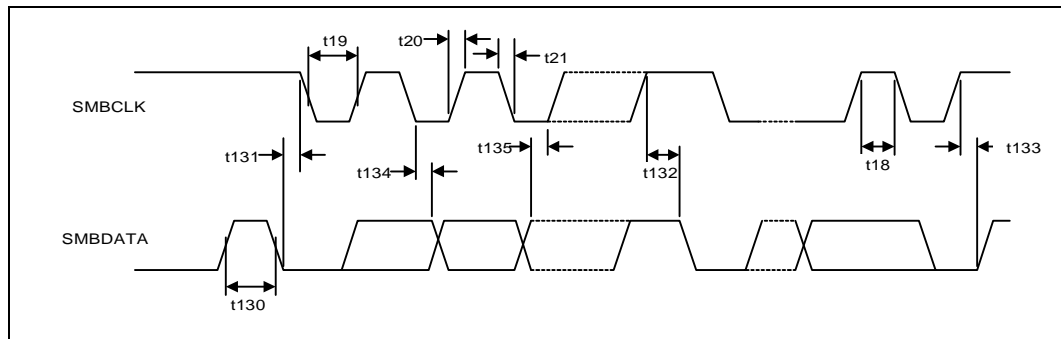 t19
t20
t21
SMBCLK
t131
t134
t135
t132
t18
t133
SMBDATA
t130